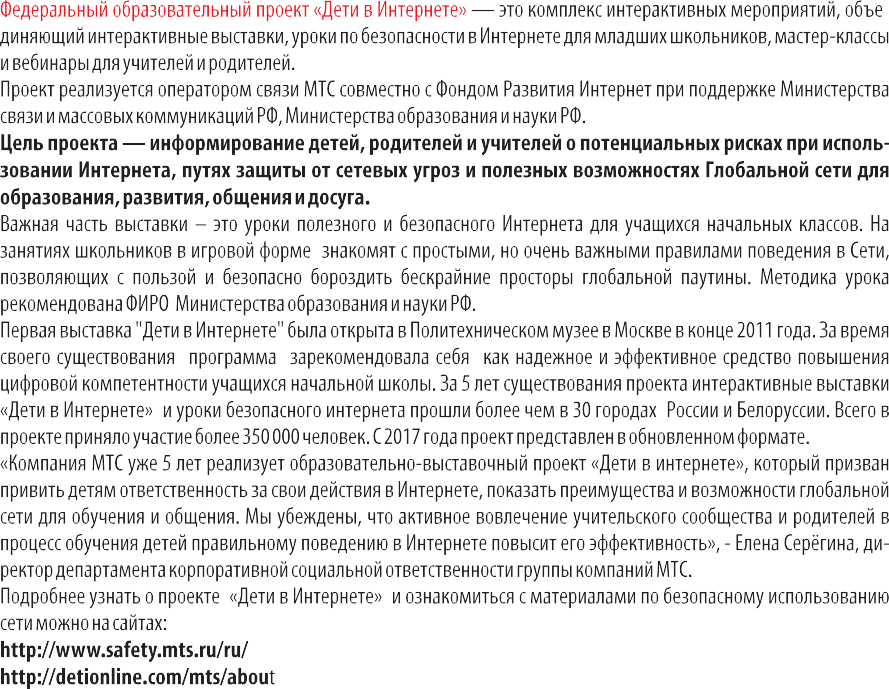 Федеральный образовательный проект «Дети в Интернете» — это комплекс интерактивных мероприятий, объе
диняющий интерактивные выставки, уроки по безопасности в Интернете для младших школьников, мастер-классы
и вебинары для учителей и родителей.
Проект реализуется оператором связи МТС совместно с Фондом Развития Интернет при поддержке Министерства
связи и массовых коммуникаций РФ, Министерства образования и науки РФ.
Цель проекта — информирование детей, родителей и учителей о потенциальных рисках при исполь-
зовании Интернета, путях защиты от сетевых угроз и полезных возможностях Глобальной сети для
образования, развития, общения и досуга.
Важная часть выставки – это уроки полезного и безопасного Интернета для учащихся начальных классов. На
занятиях школьников в игровой форме знакомят с простыми, но очень важными правилами поведения в Сети,
позволяющих с пользой и безопасно бороздить бескрайние просторы глобальной паутины. Методика урока
рекомендована ФИРО Министерства образования и науки РФ.
Первая выставка "Дети в Интернете" была открыта в Политехническом музее в Москве в конце 2011 года. За время
своего существования программа зарекомендовала себя как надежное и эффективное средство повышения
цифровой компетентности учащихся начальной школы. За 5 лет существования проекта интерактивные выставки
«Дети в Интернете» и уроки безопасного интернета прошли более чем в 30 городах России и Белоруссии. Всего в
проекте приняло участие более 350 000 человек. С 2017 года проект представлен в обновленном формате.
«Компания МТС уже 5 лет реализует образовательно-выставочный проект «Дети в интернете», который призван
привить детям ответственность за свои действия в Интернете, показать преимущества и возможности глобальной
сети для обучения и общения. Мы убеждены, что активное вовлечение учительского сообщества и родителей в
процесс обучения детей правильному поведению в Интернете повысит его эффективность», - Елена Серёгина, ди-
ректор департамента корпоративной социальной ответственности группы компаний МТС.
Подробнее узнать о проекте «Дети в Интернете» и ознакомиться с материалами по безопасному использованию
сети можно на сайтах:
http://www.safety.mts.ru/ru/
http://detionline.com/mts/about